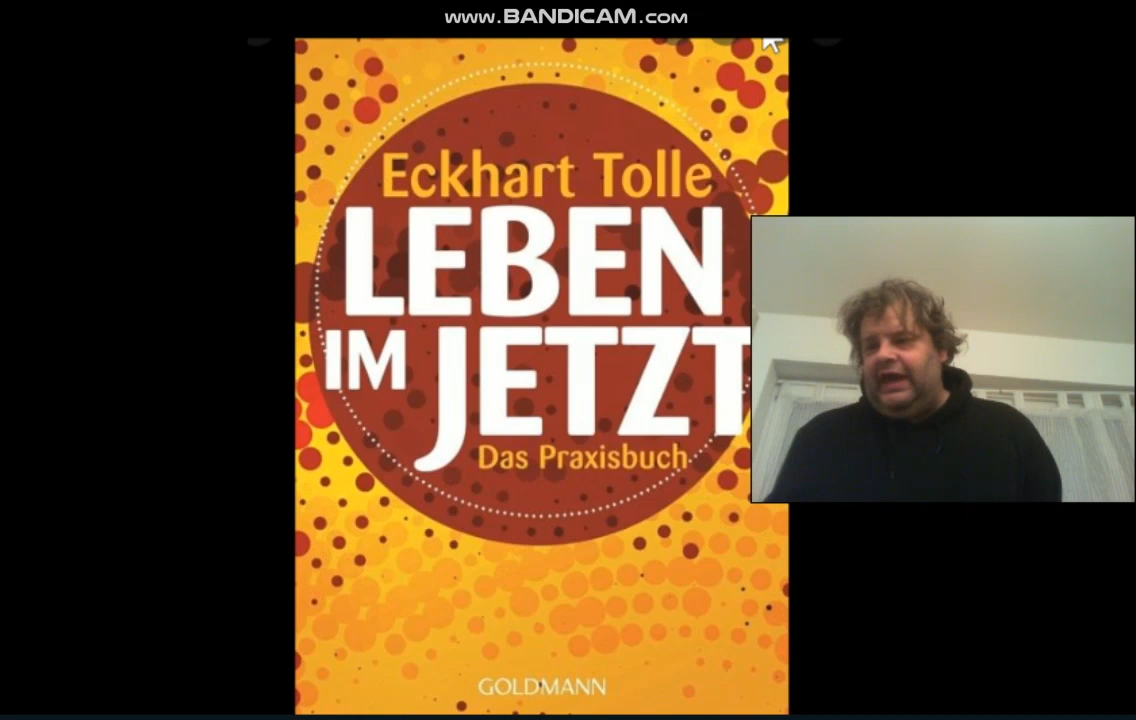 www.BANDICAM.com
Eckhart Tolle
LEBEN
IM JETZT
Das Praxisbuch
GOLDMANN